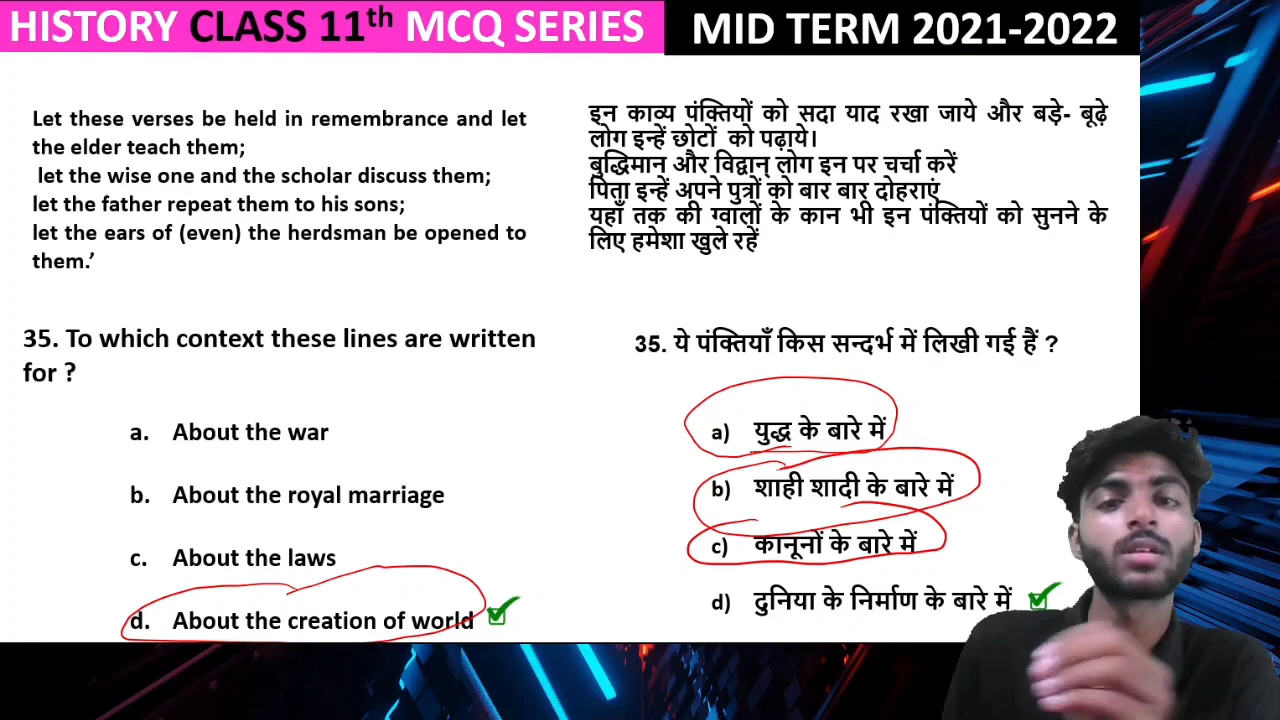 HISTORY CLASS 11th MCQ SERIES
MID TERM 2021-2022
Let these verses be held in remembrance and let
the elder teach them;
let the wise one and the scholar discuss them;
let the father repeat them to his sons;
let the ears of (even) the herdsman be opened to
them.’
इन काव्य पंक्तियों को सदा याद रखा जाये और बड़े- बूढ़े
लोग इन्हें छोटों को पढ़ाये।
बुद्धिमान और विद्वान् लोग इन पर चर्चा करें
पिता इन्हें अपने पुत्रों को बार बार दोहराएं
यहाँ तक की ग्वालों के कान भी इन पंक्तियों को सुनने के
लिए हमेशा खुले रहें
35. To which context these lines are written
for ?
a. About the war
b. About the royal marriage
c. About the laws
d. About the creation of world
35. ये पंक्तियाँ किस सन्दर्भ में लिखी गई हैं ?
a) युद्ध के बारे में
b) शाही शादी के बारे में
c) कानूनों के बारे में
d) दुनिया के निर्माण के बारे में